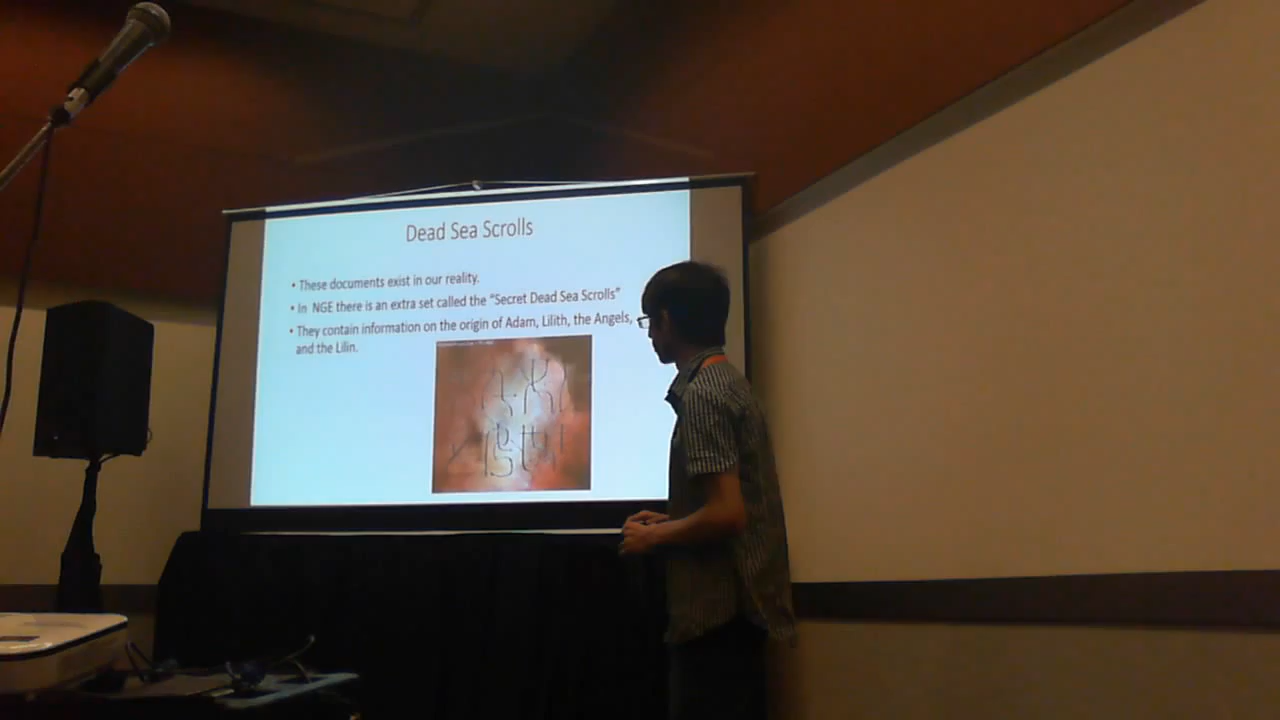 Dead Sea Scrolls
• These documents exist in our reality.
• In NGE there is an extra set called the “Secret Dead Sea Scrolls”
• They contain information on the origin of Adam, Lilith, the Angels,
and the Lilin.